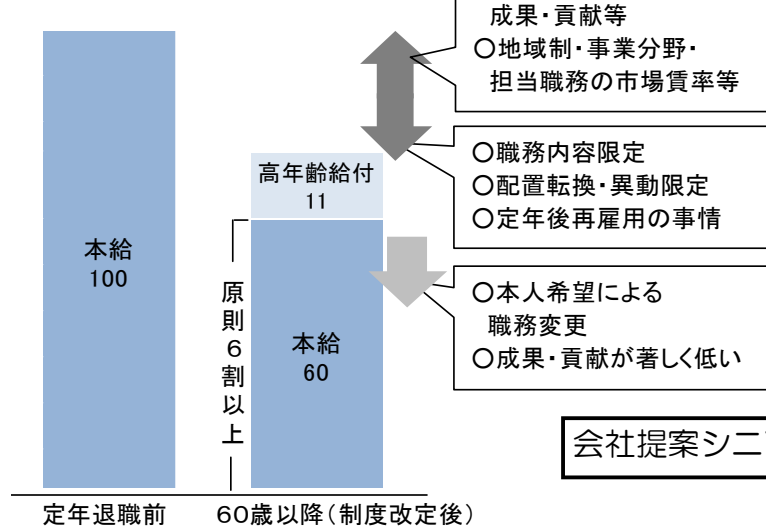 成果・貢献等
○地域制・事業分野・
担当職務の市場賃率等
○職務内容限定
○配置転換・異動限定
○定年後再雇用の事情
○本人希望による
職務変更
○成果・貢献が著しく低い
高年齢給付
11
本給
100
原則6割以上
本給
60
会社提案シニ
定年退職前
60歳以降(制度改定後)